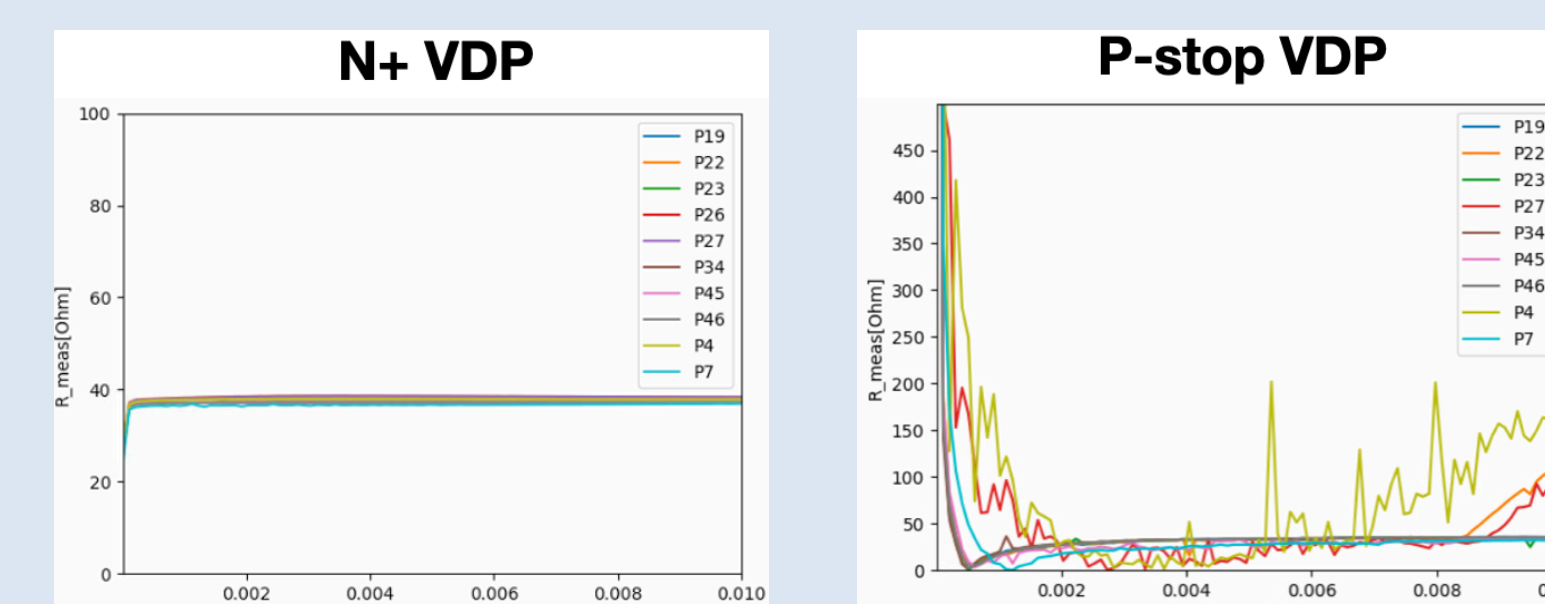 N+ VDP
100
80
60
40
20
0
R_meas[Ohm]
P19
P22
P23
P26
P27
P34
P45
P46
P4
P7
0.002 0.004 0.006 0.008 0.010
P-stop VDP
450
400
350
300
250
200
150
100
50
0
R_meas[Ohm]
P19
P22
P23
P27
P34
P45
P46
P4
P7
0.002 0.004 0.006 0.008